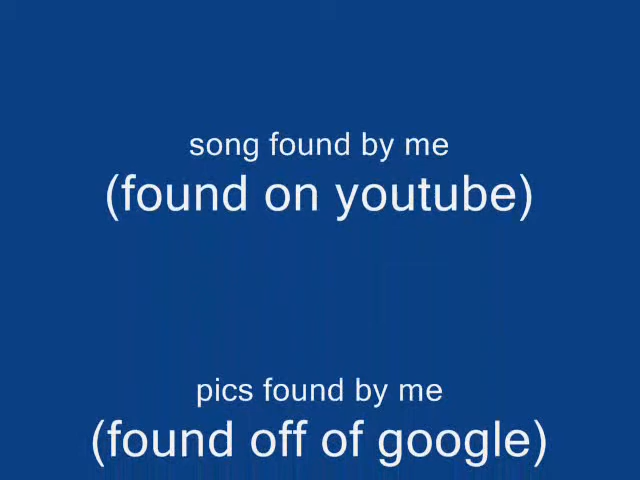 song found by me
(found on youtube)
pics found by me
(found off of google)